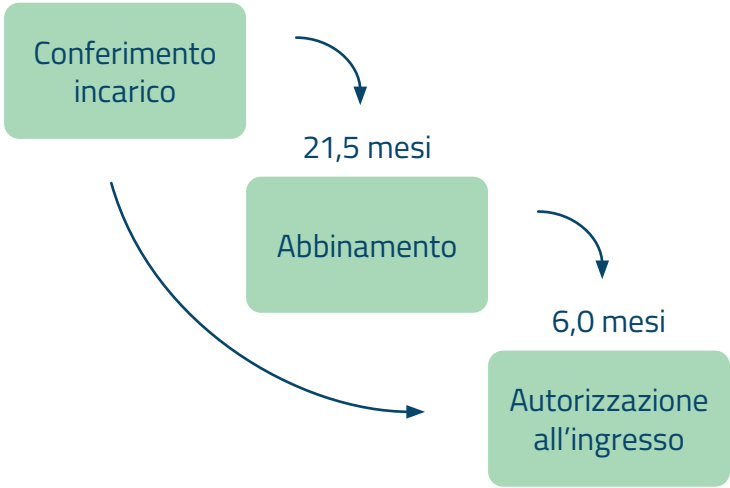 Conferimento
incarico
21,5 mesi
Abbinamento
6,0 mesi
Autorizzazione
all’ingresso